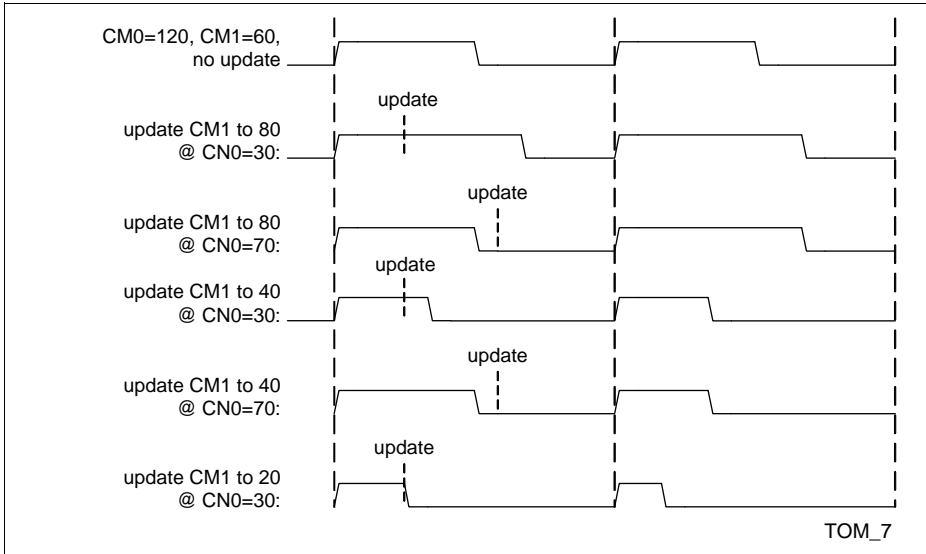 CM0=120, CM1=60,
no update
update
update CM1 to 80
@ CN0=30:
update
update CM1 to 80
@ CN0=70:
update
update CM1 to 40
@ CN0=30:
update
update CM1 to 40
@ CN0=70:
update
update CM1 to 20
@ CN0=30:
TOM_7